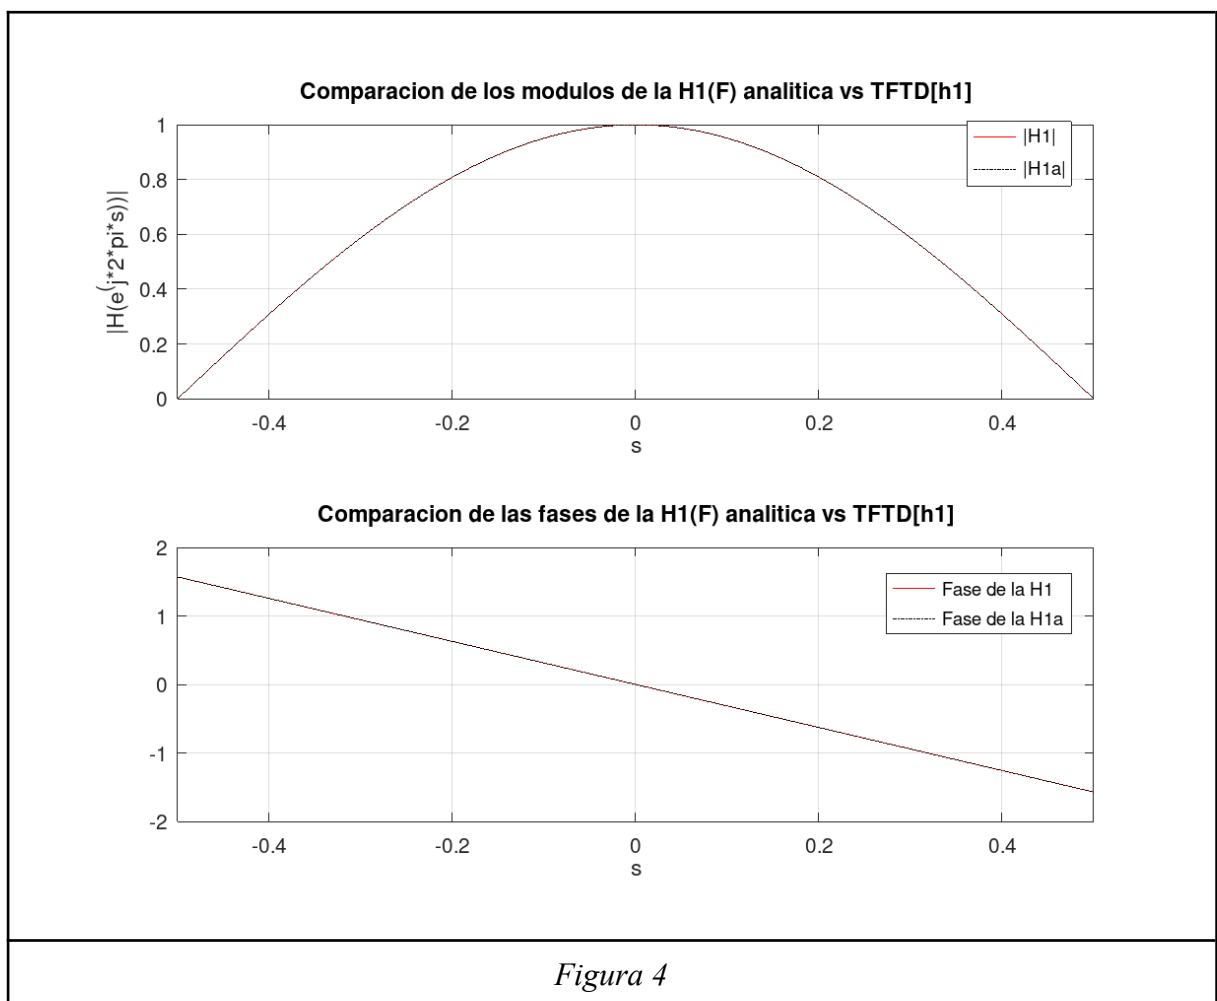 Comparacion de los modulos de la H1(F) analitica vs TFTD[h1]
|H(e(j*2*pi*s))|
1
0.8
0.6
0.4
0.2
0
|H1|
|H1a|
-0.4
-0.2
0
0.2
0.4
s
Comparacion de las fases de la H1(F) analitica vs TFTD[h1]
2
1
0
-1
-2
Fase de la H1
Fase de la H1a
-0.4
-0.2
0
0.2
0.4
s
Figura 4